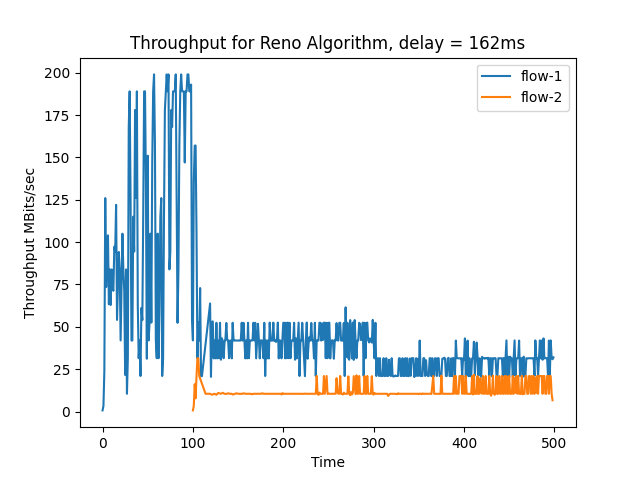 Throughput for Reno Algorithm, delay = 162ms
flow-1
flow-2
Throughput MBits/sec
200
175
150
125
100
75
50
25
0
0 100 200 300 400 500
Time